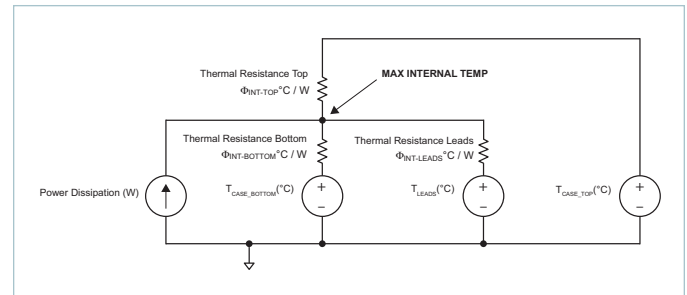 Thermal Resistance Top
MAX INTERNAL TEMP
ΦINT-TOP°C / W
Thermal Resistance Bottom
ΦINT-BOTTOM°C / W
Thermal Resistance Leads
ΦINT-LEADS°C / W
Power Dissipation (W)
TCASE_BOTTOM(°C)
+
–
TLEADS(°C)
+
–
TCASE_TOP(°C)
+
–